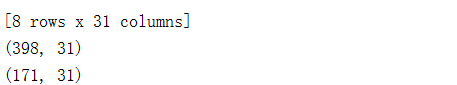 [8 rows x 31 columns]
(398, 31)
(171, 31)